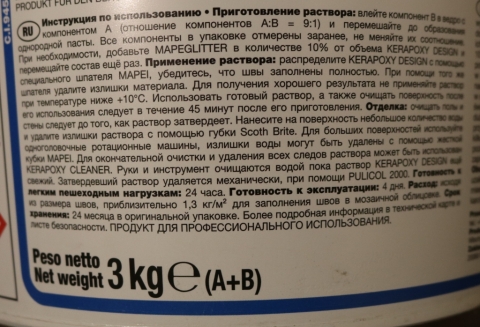 PRODUKT FÜR DEN
C.I.945
RU Инструкция по использованию • Приготовление раствора: влейте компонент В в ведро с
компонентом А (отношение компонентов А:В = 9:1) и перемешайте до образования
однородной пасты. Все компоненты в упаковке отмерены заранее, не меняйте их соотношение.
При необходимости, добавьте MAPEGLITTER в количестве 10% от объема KERAPOXY DESIGN и
перемешайте состав ещё раз. Применение раствора: распределите KERAPOXY DESIGN с помощью
специального шпателя MAPEI, убедитесь, что швы заполнены полностью. При помощи того же
шпателя удалите излишки материала. Для получения хорошего результата не применяйте раствор
при температуре ниже +10°С. Использовать готовый раствор, а также очищать поверхность после
его использования следует в течение 45 минут после его приготовления. Отделка: очищать полы и
стены следует до того, как раствор затвердеет. Нанесите на поверхность небольшое количество воды
и удалите излишки раствора с помощью губки Scoth Brite. Для больших поверхностей используйте
однороторные ротационные машины, излишки воды могут быть удалены с помощью жесткой
губки MAPEI. Для окончательной очистки и удаления всех следов раствора может быть использован
KERAPOXY CLEANER. Руки и инструмент очищаются водой пока раствор KERAPOXY DESIGN ещё
свежий. Затвердевший раствор удаляется механически, при помощи PULICOL 2000. Готовность к
легким пешеходным нагрузкам: 24 часа. Готовность к эксплуатации: 4 дня. Расход: исходя
из размера швов, приблизительно 1,3 кг/м² для заполнения швов в мозаичной облицовке. Срок
хранения: 24 месяца в оригинальной упаковке. Более подробная информация в технической карте и
листе безопасности. ПРОДУКТ ДЛЯ ПРОФЕССИОНАЛЬНОГО ИСПОЛЬЗОВАНИЯ.
Peso netto
Net weight 3 kg e (A+B)